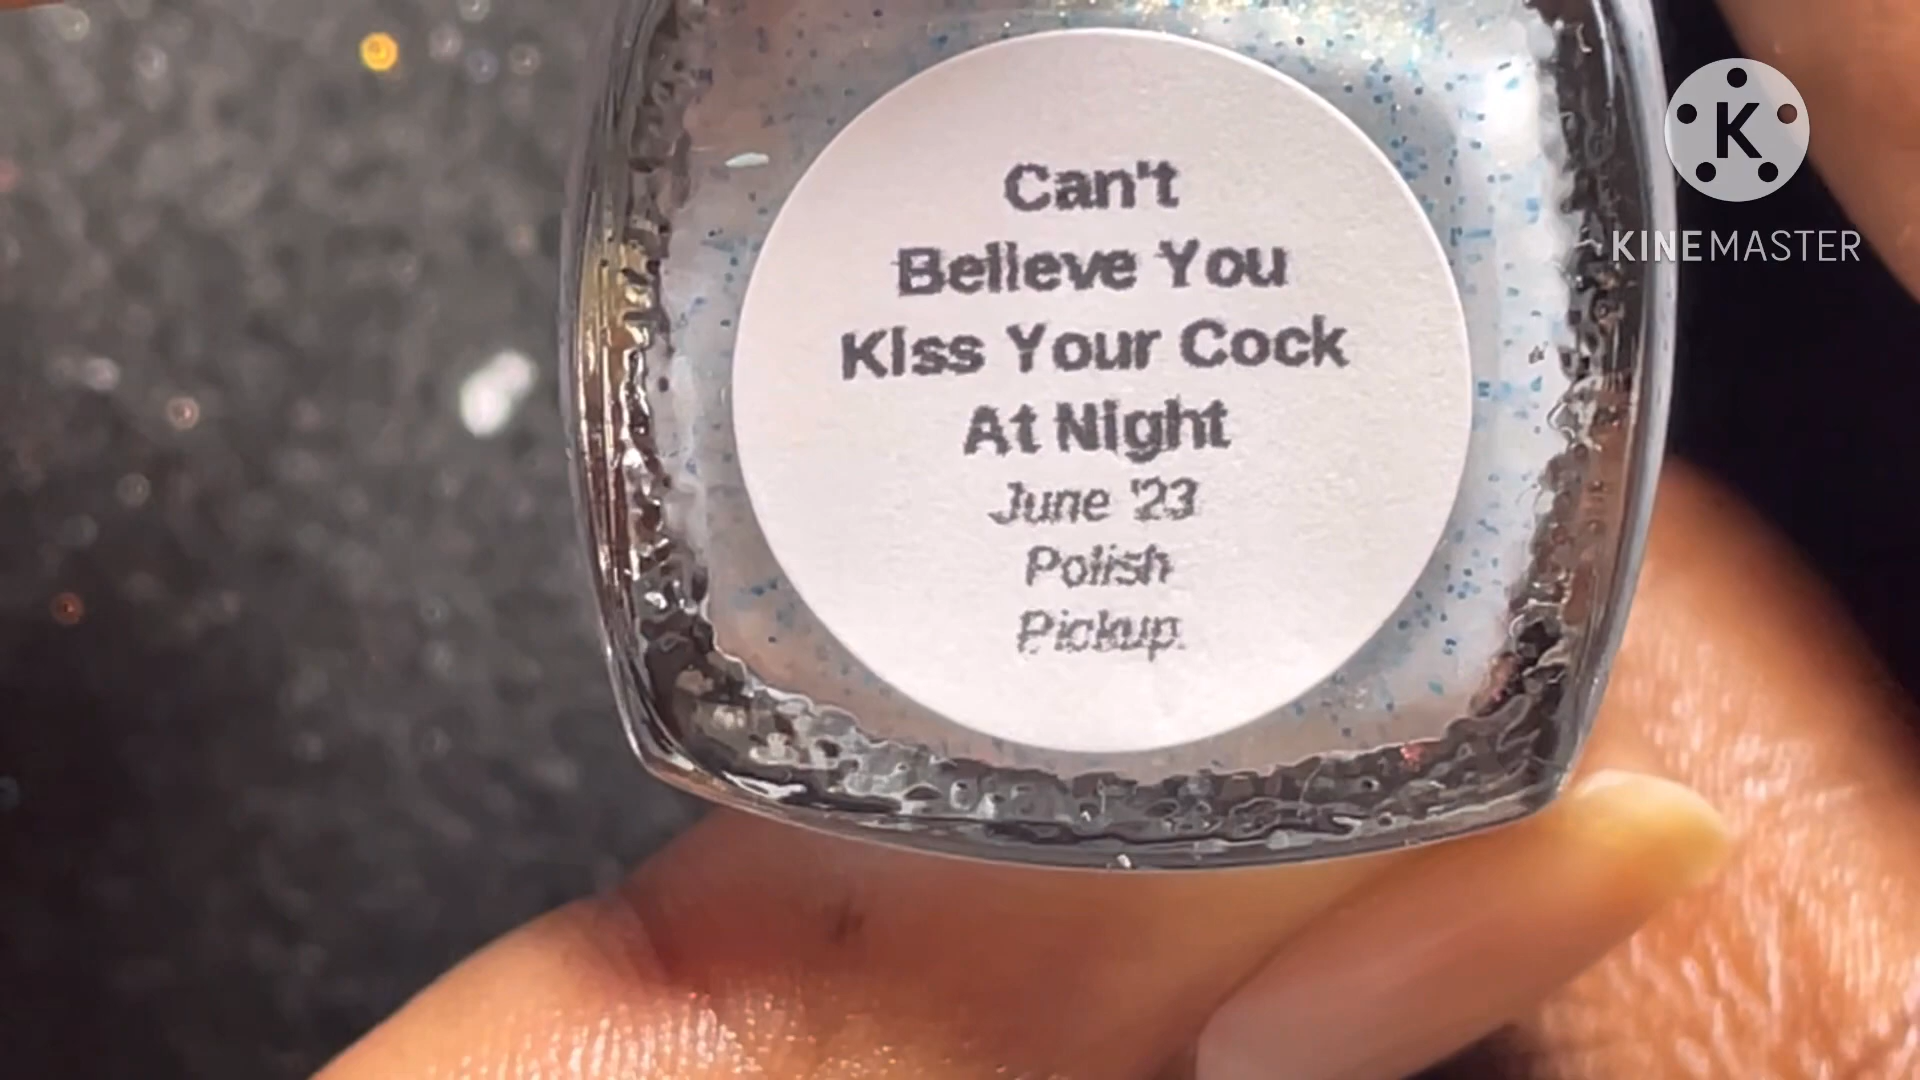 Can't
Believe You
Kiss Your Cock
At Night
June '23
Polish
Pickup.
K
KINEMASTER